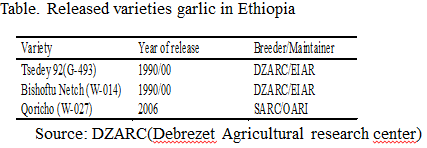 Table. Released varieties garlic in Ethiopia
Variety Year of release Breeder/Maintainer
Tsedey 92(G-493) 1990/00 DZARC/EIAR
Bishoftu Netch (W-014) 1990/00 DZARC/EIAR
Qoricho (W-027) 2006 SARC/OARI
Source: DZARC(Debrezet Agricultural research center)